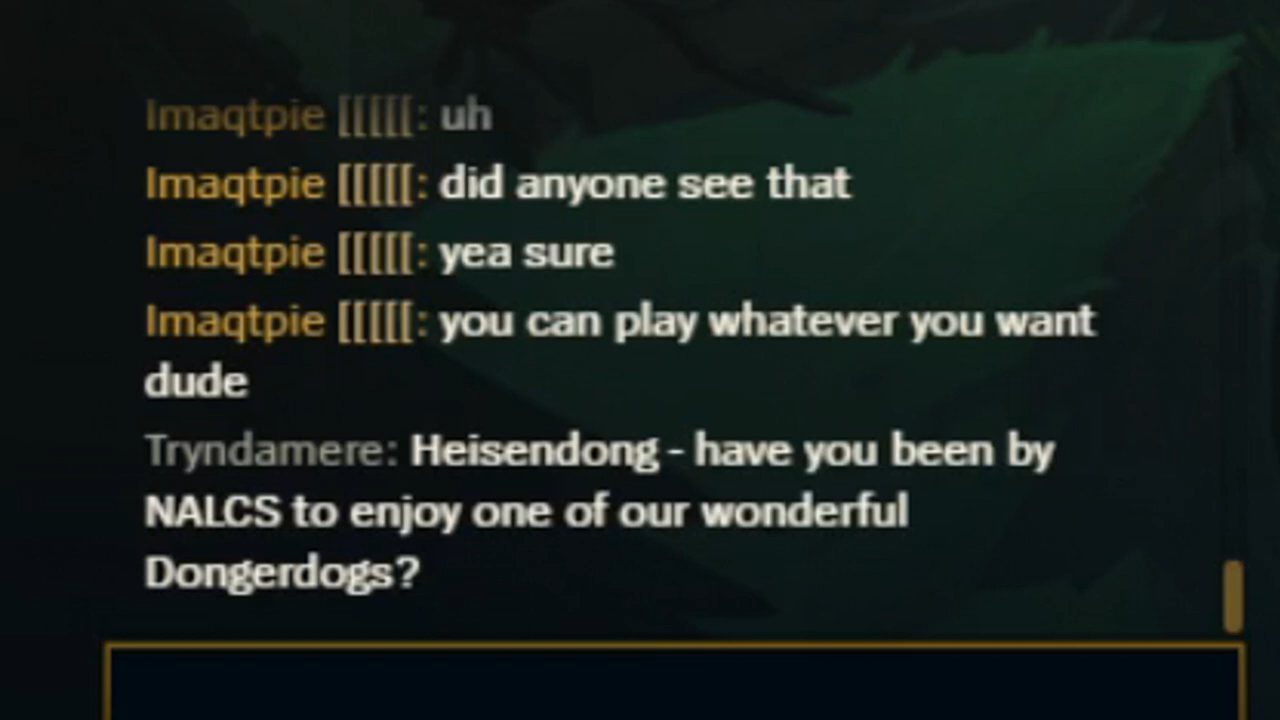 Imaqtpie [[[[[: uh
Imaqtpie [[[[[: did anyone see that
Imaqtpie [[[[[: yea sure
Imaqtpie [[[[[: you can play whatever you want
dude
Tryndamere: Heisendong - have you been by
NALCS to enjoy one of our wonderful
Dongerdogs?